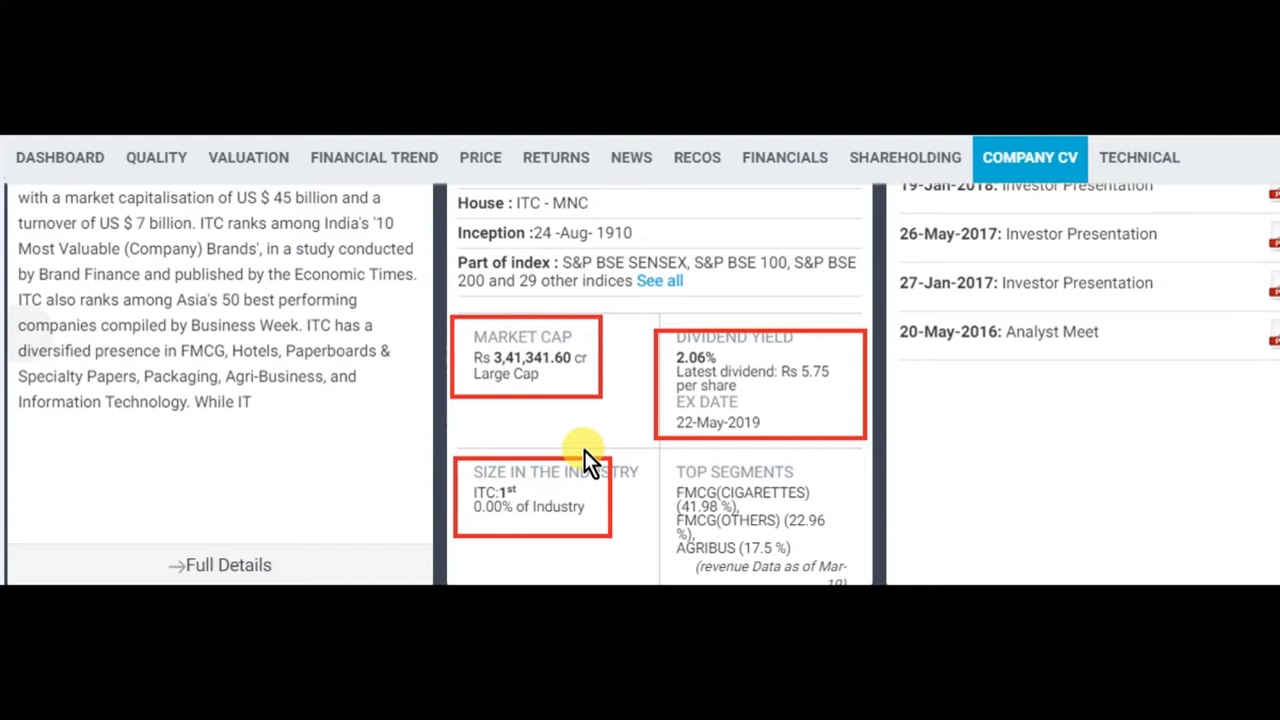 DASHBOARD QUALITY VALUATION FINANCIAL TREND PRICE RETURNS NEWS RECOS FINANCIALS SHAREHOLDING COMPANY CV TECHNICAL
with a market capitalisation of US $ 45 billion and a
turnover of US $ 7 billion. ITC ranks among India's '10
Most Valuable (Company) Brands', in a study conducted
by Brand Finance and published by the Economic Times.
ITC also ranks among Asia's 50 best performing
companies compiled by Business Week. ITC has a
diversified presence in FMCG, Hotels, Paperboards &
Specialty Papers, Packaging, Agri-Business, and
Information Technology. While IT
→Full Details
House : ITC - MNC
Inception :24 -Aug- 1910
Part of index : S&P BSE SENSEX, S&P BSE 100, S&P BSE
200 and 29 other indices See all
MARKET CAP
Rs 3,41,341.60 cr
Large Cap
DIVIDEND YIELD
2.06%
Latest dividend: Rs 5.75
per share
EX DATE
22-May-2019
SIZE IN THE INDUSTRY
ITC:1st
0.00% of Industry
TOP SEGMENTS
FMCG(CIGARETTES)
(41.98 %),
FMCG(OTHERS) (22.96
%),
AGRIBUS (17.5 %)
(revenue Data as of Mar-
19)
19-Jan-2018: Investor Presentation
26-May-2017: Investor Presentation
27-Jan-2017: Investor Presentation
20-May-2016: Analyst Meet